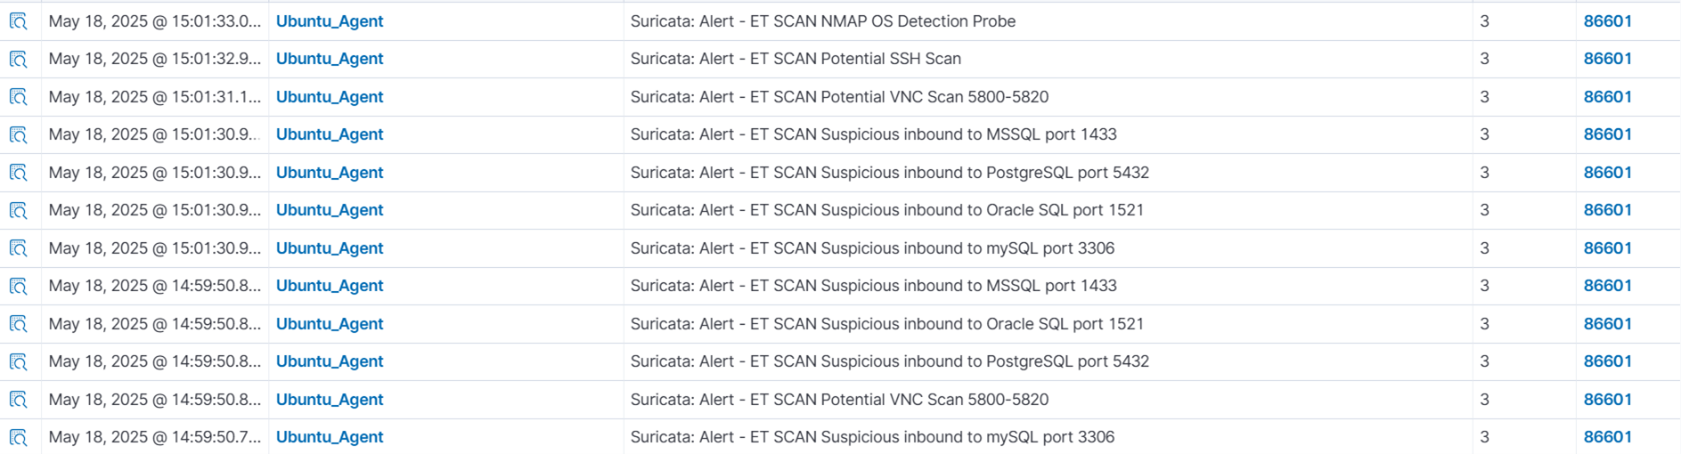 May 18, 2025 @ 15:01:33.0... Ubuntu_Agent Suricata: Alert - ET SCAN NMAP OS Detection Probe 3 86601
May 18, 2025 @ 15:01:32.9... Ubuntu_Agent Suricata: Alert - ET SCAN Potential SSH Scan 3 86601
May 18, 2025 @ 15:01:31.1... Ubuntu_Agent Suricata: Alert - ET SCAN Potential VNC Scan 5800-5820 3 86601
May 18, 2025 @ 15:01:30.9... Ubuntu_Agent Suricata: Alert - ET SCAN Suspicious inbound to MSSQL port 1433 3 86601
May 18, 2025 @ 15:01:30.9... Ubuntu_Agent Suricata: Alert - ET SCAN Suspicious inbound to PostgreSQL port 5432 3 86601
May 18, 2025 @ 15:01:30.9... Ubuntu_Agent Suricata: Alert - ET SCAN Suspicious inbound to Oracle SQL port 1521 3 86601
May 18, 2025 @ 15:01:30.9... Ubuntu_Agent Suricata: Alert - ET SCAN Suspicious inbound to mySQL port 3306 3 86601
May 18, 2025 @ 14:59:50.8... Ubuntu_Agent Suricata: Alert - ET SCAN Suspicious inbound to MSSQL port 1433 3 86601
May 18, 2025 @ 14:59:50.8... Ubuntu_Agent Suricata: Alert - ET SCAN Suspicious inbound to Oracle SQL port 1521 3 86601
May 18, 2025 @ 14:59:50.8... Ubuntu_Agent Suricata: Alert - ET SCAN Suspicious inbound to PostgreSQL port 5432 3 86601
May 18, 2025 @ 14:59:50.8... Ubuntu_Agent Suricata: Alert - ET SCAN Potential VNC Scan 5800-5820 3 86601
May 18, 2025 @ 14:59:50.7... Ubuntu_Agent Suricata: Alert - ET SCAN Suspicious inbound to mySQL port 3306 3 86601